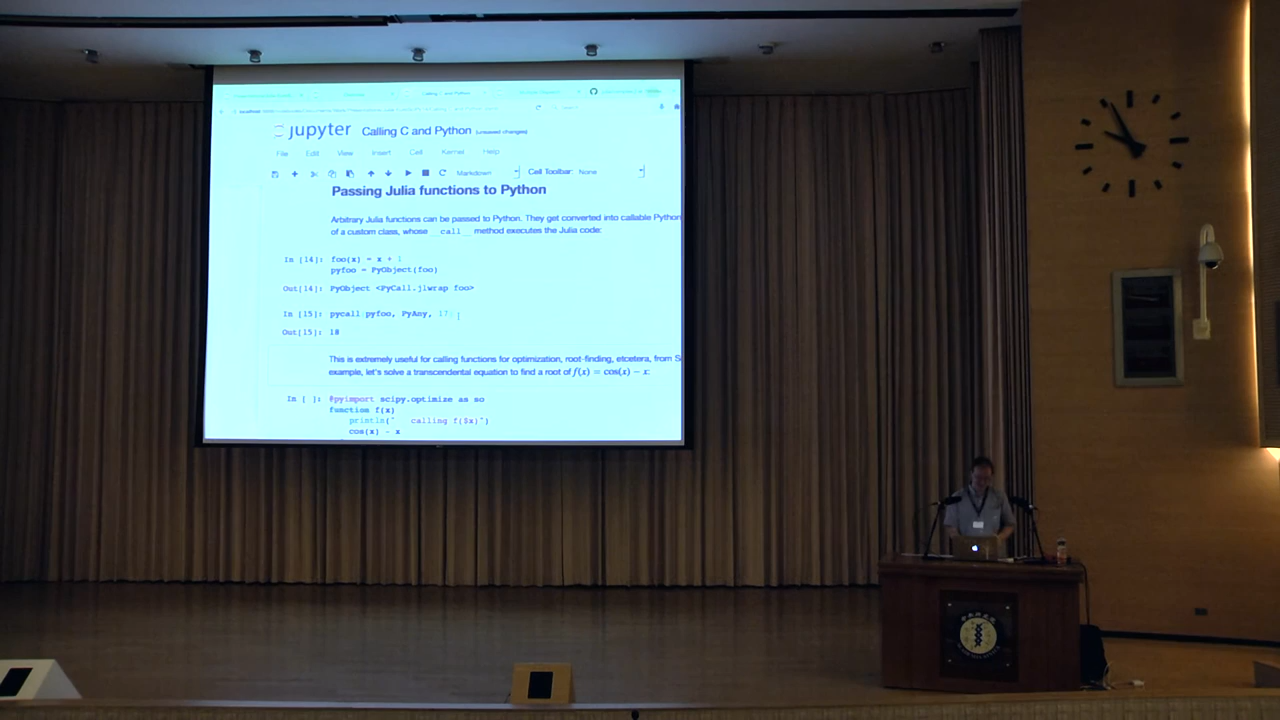 Calling C and Python
jupyter Calling C and Python (unsaved changes)
File Edit View Insert Cell Kernel Help
Markdown Cell Toolbar: None
Passing Julia functions to Python
Arbitrary Julia functions can be passed to Python. They get converted into callable Python
of a custom class, whose __call__ method executes the Julia code:
In [14]: foo(x) = x + 1
pyfoo = PyObject(foo)
Out[14]: PyObject <PyCall.jlwrap foo>
In [15]: pycall(pyfoo, PyAny, 17)
Out[15]: 18
This is extremely useful for calling functions for optimization, root-finding, etcetera, from S
example, let's solve a transcendental equation to find a root of f(x) = cos(x) − x:
In [ ]: @pyimport scipy.optimize as so
function f(x)
println("   calling f($x)")
cos(x) - x